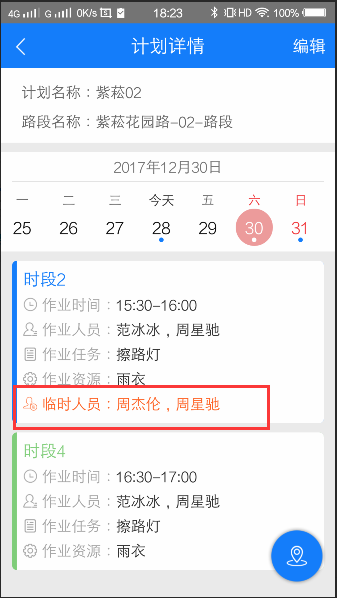 4G G 0K/s HD 100%
18:23
计划详情
编辑
计划名称：紫菘02
路段名称：紫菘花园路-02-路段
2017年12月30日
一 二 三 今天 五 六 日
25 26 27 28 29 30 31
时段2
作业时间：15:30-16:00
作业人员：范冰冰，周星驰
作业任务：擦路灯
作业资源：雨衣
临时人员：周杰伦，周星驰
时段4
作业时间：16:30-17:00
作业人员：范冰冰，周星驰
作业任务：擦路灯
作业资源：雨衣